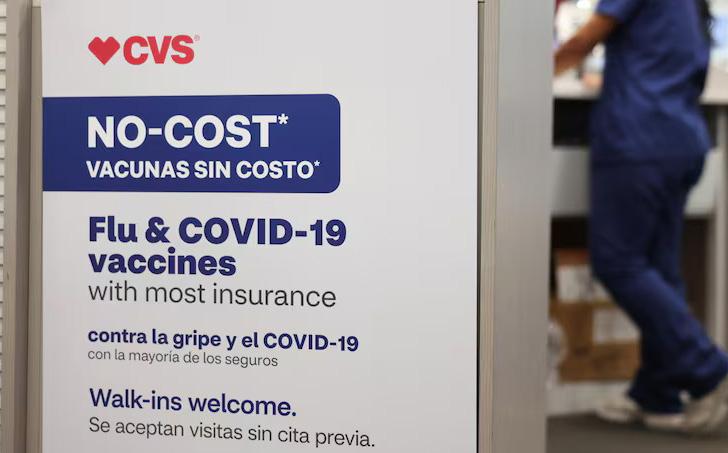 CVS®
NO-COST*
VACUNAS SIN COSTO*
Flu & COVID-19
vaccines
with most insurance
contra la gripe y el COVID-19
con la mayoría de los seguros
Walk-ins welcome.
Se aceptan visitas sin cita previa.